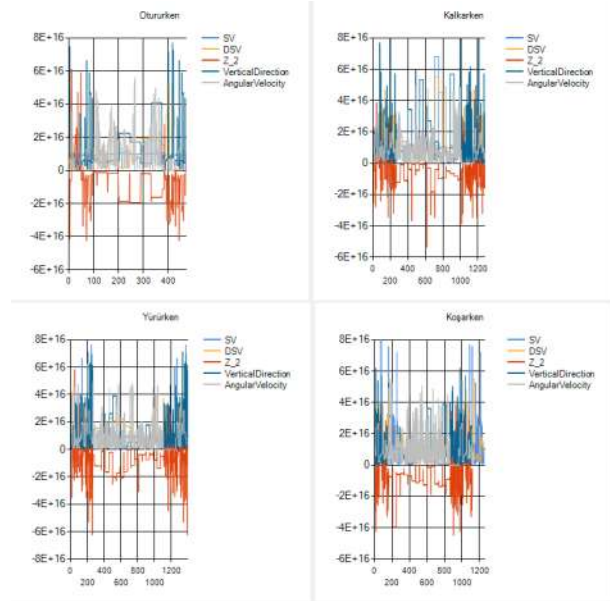 Otururken
8E+16
6E+16
4E+16
2E+16
0
-2E+16
-4E+16
-6E+16
0 100 200 300 400
SV
DSV
Z_2
VerticalDirection
AngularVelocity
Kalkarken
8E+16
6E+16
4E+16
2E+16
0
-2E+16
-4E+16
-6E+16
0 400 800 1200
200 600 1000
SV
DSV
Z_2
VerticalDirection
AngularVelocity
Yürürken
8E+16
6E+16
4E+16
2E+16
0
-2E+16
-4E+16
-6E+16
-8E+16
0 400 800 1200
200 600 1000
SV
DSV
Z_2
VerticalDirection
AngularVelocity
Koşarken
8E+16
6E+16
4E+16
2E+16
0
-2E+16
-4E+16
-6E+16
0 400 800 1200
200 600 1000
SV
DSV
Z_2
VerticalDirection
AngularVelocity